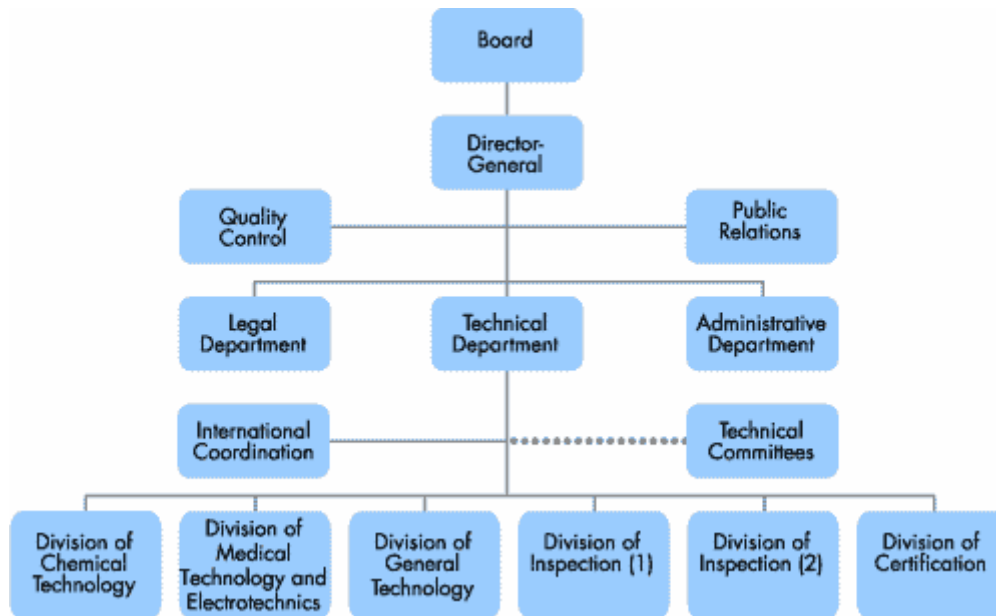 Board
Director-
General
Quality
Control
Public
Relations
Legal
Department
Technical
Department
Administrative
Department
International
Coordination
Technical
Committees
Division of
Chemical
Technology
Division of
Medical
Technology and
Electrotechnics
Division of
General
Technology
Division of
Inspection (1)
Division of
Inspection (2)
Division of
Certification